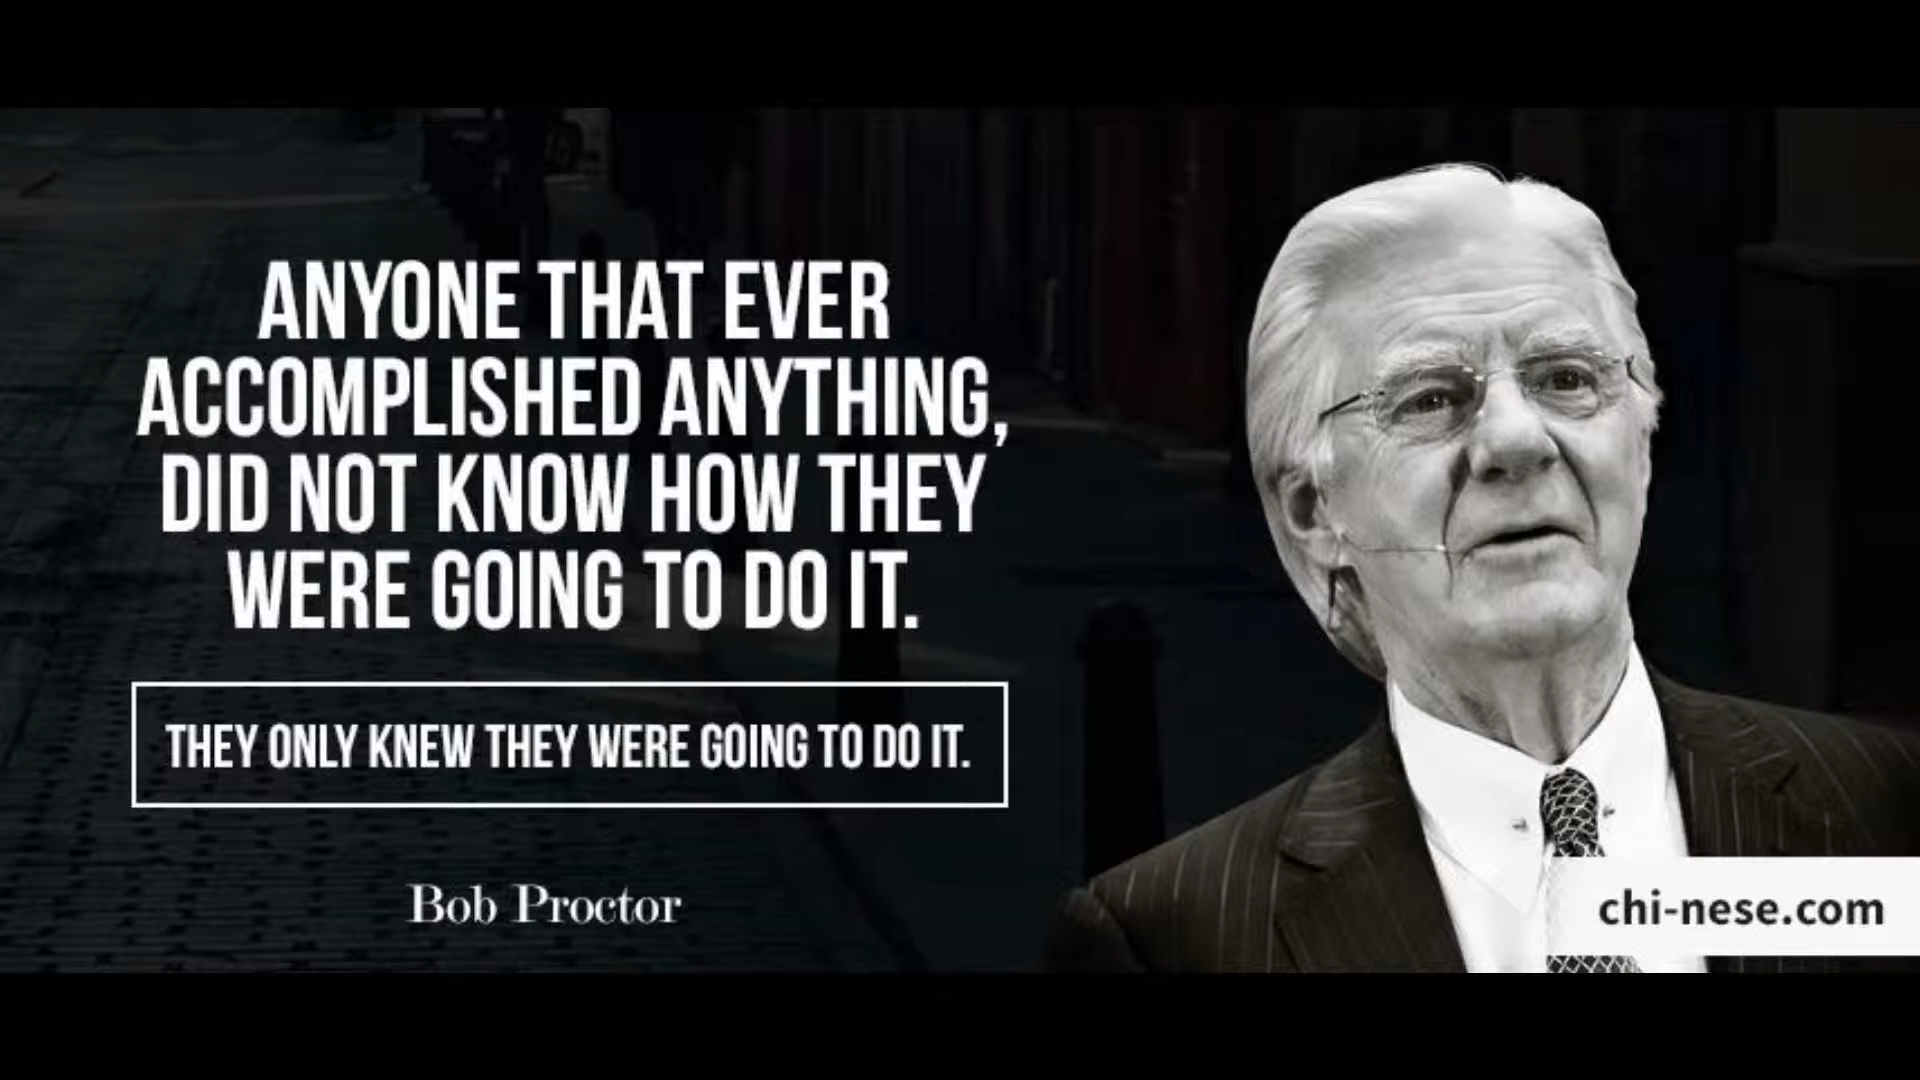 ANYONE THAT EVER
ACCOMPLISHED ANYTHING,
DID NOT KNOW HOW THEY
WERE GOING TO DO IT.
THEY ONLY KNEW THEY WERE GOING TO DO IT.
Bob Proctor
chi-nese.com